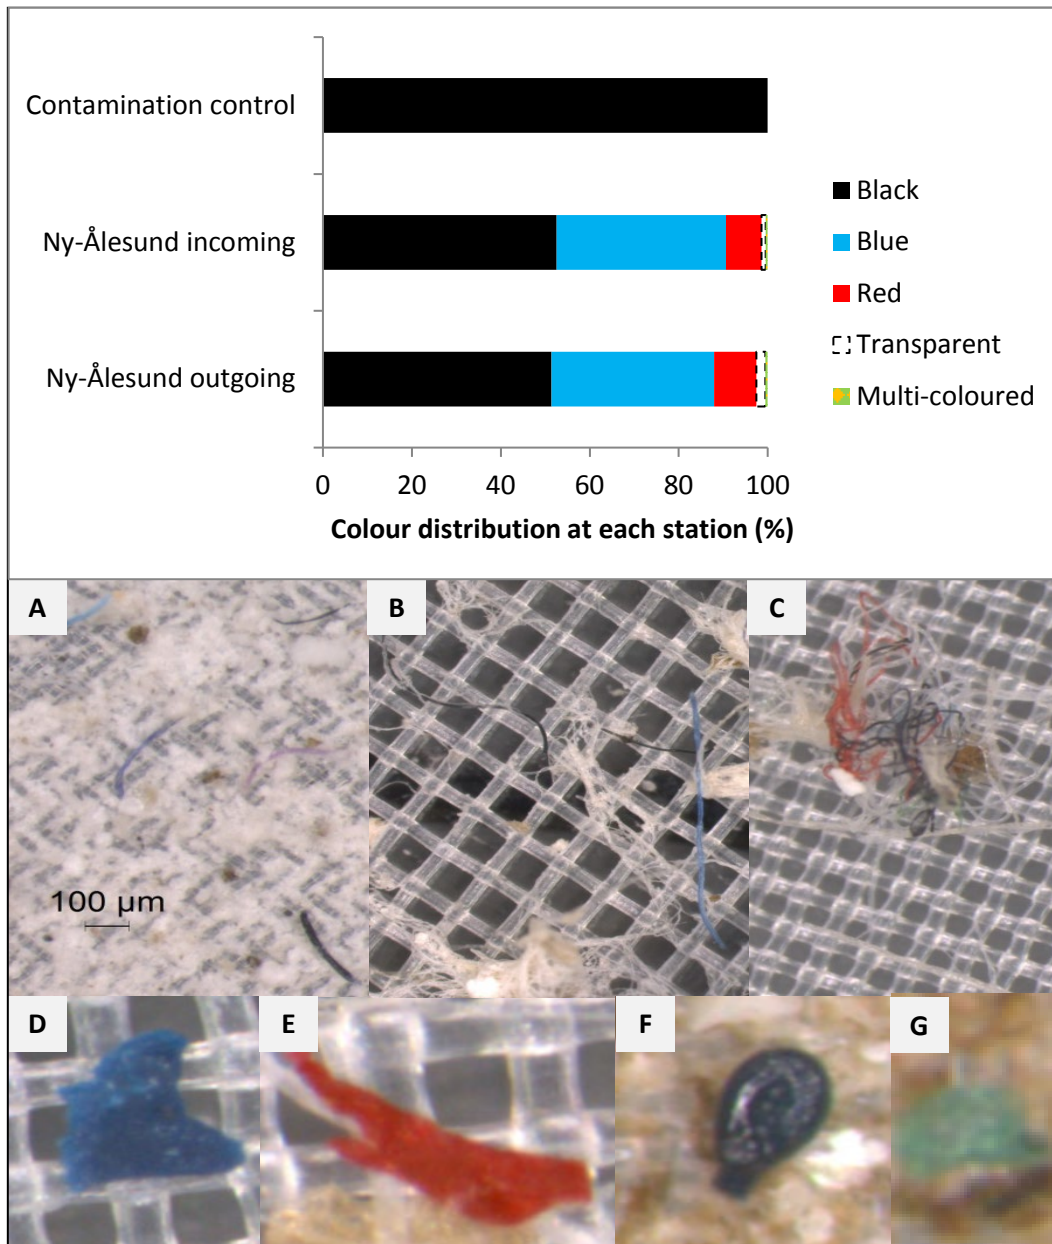 Contamination control
Ny-Ålesund incoming
Ny-Ålesund outgoing
0 20 40 60 80 100
Colour distribution at each station (%)
Black
Blue
Red
Transparent
Multi-coloured
A
B
C
100 µm
D
E
F
G